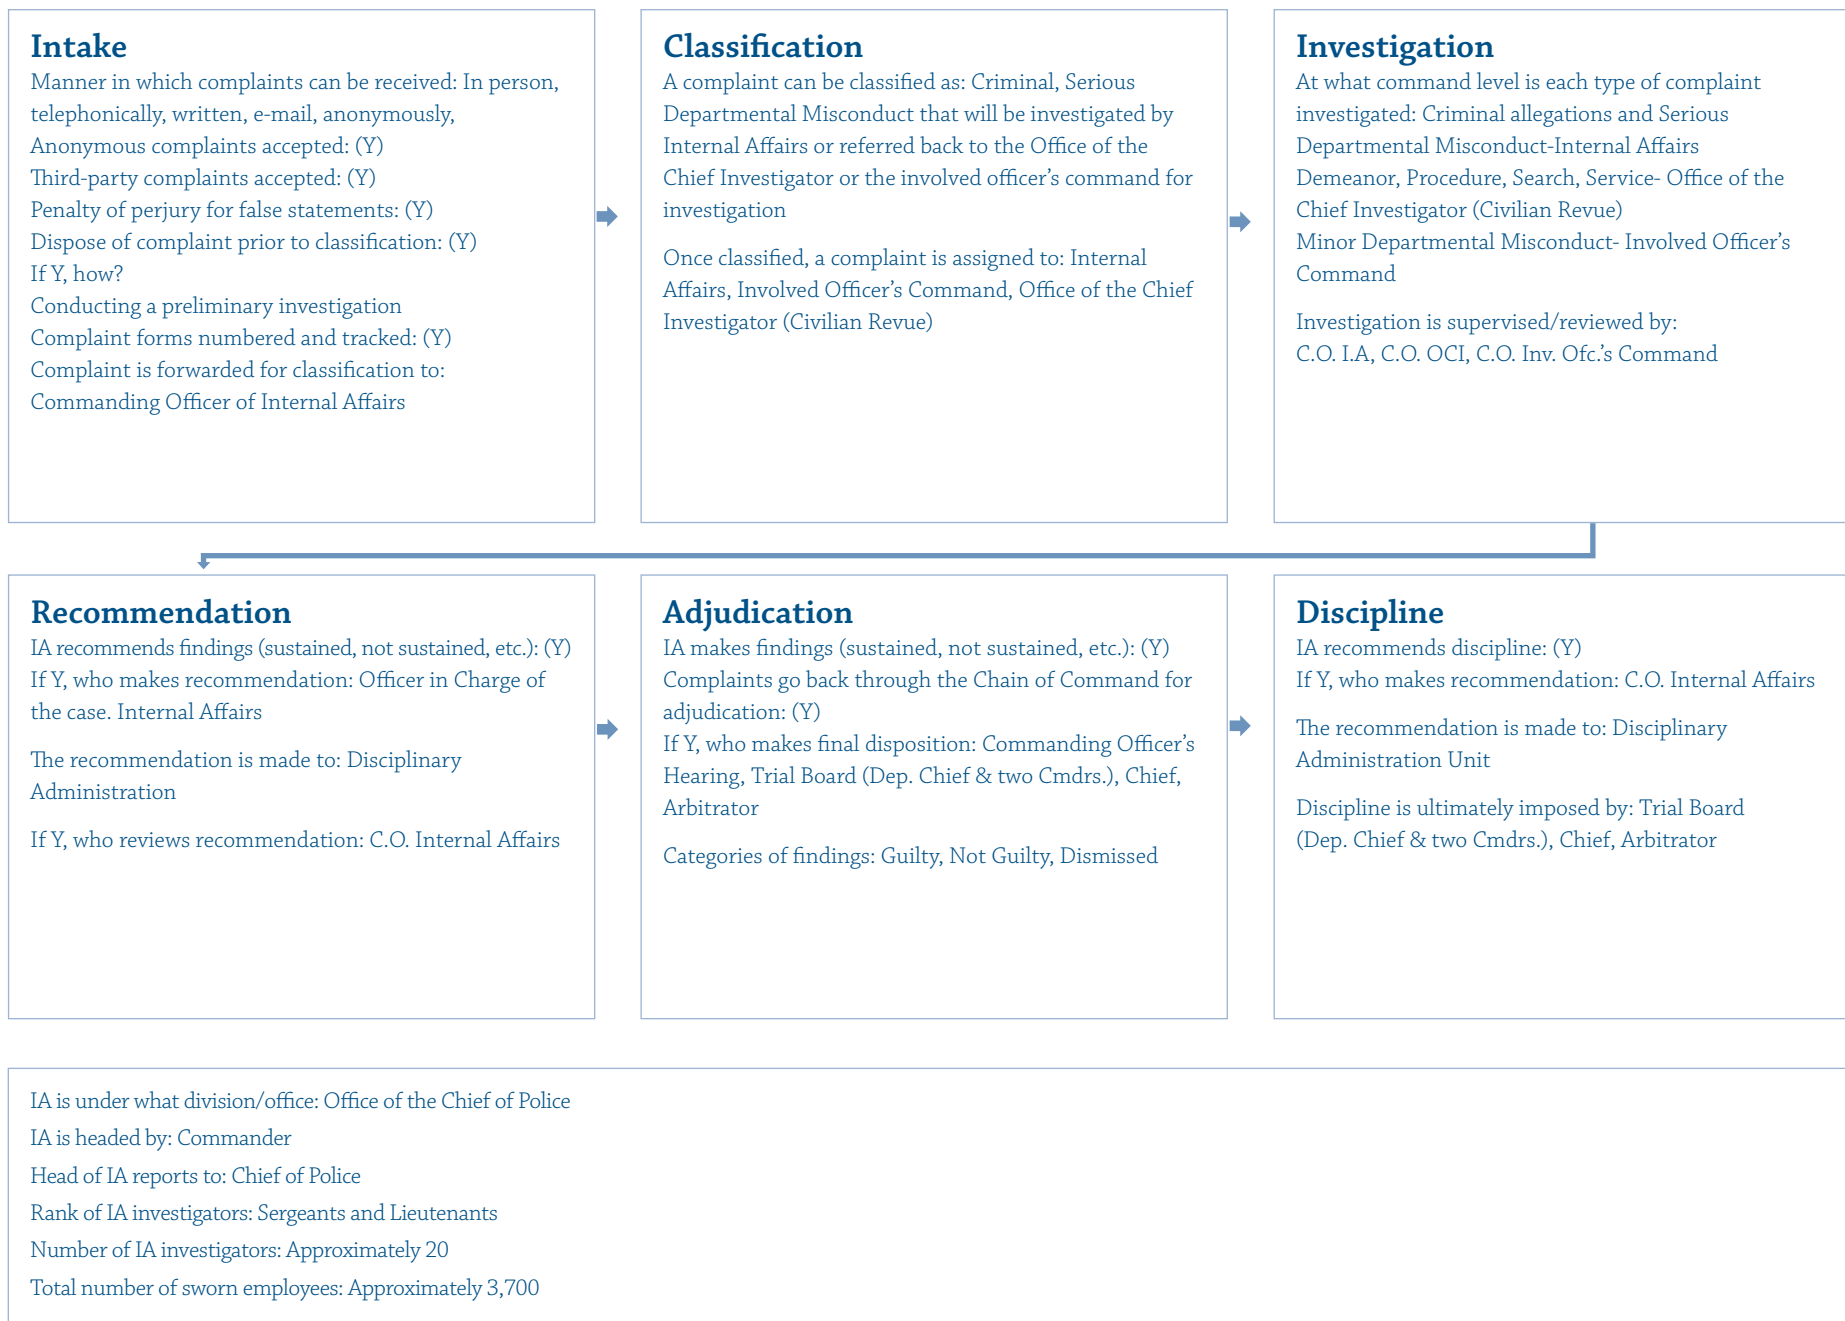 Intake
Manner in which complaints can be received: In person,
telephonically, written, e-mail, anonymously,
Anonymous complaints accepted: (Y)
Third-party complaints accepted: (Y)
Penalty of perjury for false statements: (Y)
Dispose of complaint prior to classification: (Y)
If Y, how?
Conducting a preliminary investigation
Complaint forms numbered and tracked: (Y)
Complaint is forwarded for classification to:
Commanding Officer of Internal Affairs
Classification
A complaint can be classified as: Criminal, Serious
Departmental Misconduct that will be investigated by
Internal Affairs or referred back to the Office of the
Chief Investigator or the involved officer's command for
investigation
Once classified, a complaint is assigned to: Internal
Affairs, Involved Officer's Command, Office of the Chief
Investigator (Civilian Revue)
Investigation
At what command level is each type of complaint
investigated: Criminal allegations and Serious
Departmental Misconduct-Internal Affairs
Demeanor, Procedure, Search, Service- Office of the
Chief Investigator (Civilian Revue)
Minor Departmental Misconduct- Involved Officer's
Command
Investigation is supervised/reviewed by:
C.O. I.A, C.O. OCI, C.O. Inv. Ofc.'s Command
Recommendation
IA recommends findings (sustained, not sustained, etc.): (Y)
If Y, who makes recommendation: Officer in Charge of
the case. Internal Affairs
The recommendation is made to: Disciplinary
Administration
If Y, who reviews recommendation: C.O. Internal Affairs
Adjudication
IA makes findings (sustained, not sustained, etc.): (Y)
Complaints go back through the Chain of Command for
adjudication: (Y)
If Y, who makes final disposition: Commanding Officer's
Hearing, Trial Board (Dep. Chief & two Cmdrs.), Chief,
Arbitrator
Categories of findings: Guilty, Not Guilty, Dismissed
Discipline
IA recommends discipline: (Y)
If Y, who makes recommendation: C.O. Internal Affairs
The recommendation is made to: Disciplinary
Administration Unit
Discipline is ultimately imposed by: Trial Board
(Dep. Chief & two Cmdrs.), Chief, Arbitrator
IA is under what division/office: Office of the Chief of Police
IA is headed by: Commander
Head of IA reports to: Chief of Police
Rank of IA investigators: Sergeants and Lieutenants
Number of IA investigators: Approximately 20
Total number of sworn employees: Approximately 3,700